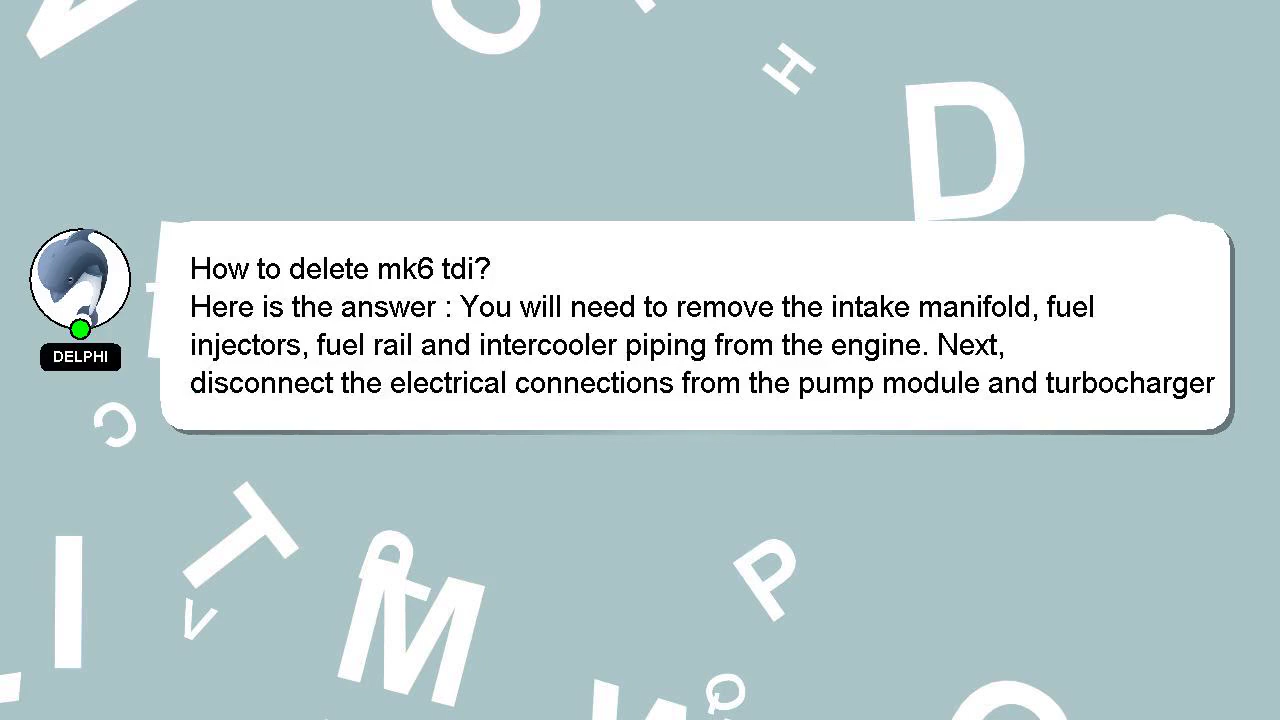 How to delete mk6 tdi?
Here is the answer : You will need to remove the intake manifold, fuel
injectors, fuel rail and intercooler piping from the engine. Next,
disconnect the electrical connections from the pump module and turbocharger
DELPHI
H
D
C
T
I
V
M
P
Q